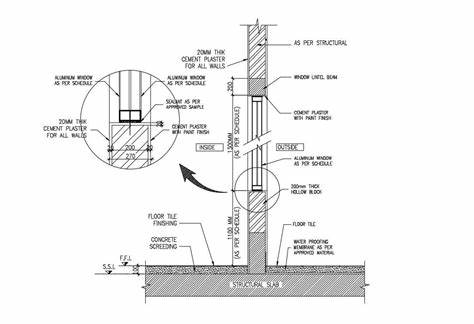 20MM THIK
CEMENT PLASTER
FOR ALL WALLS
AS PER STRUCTURAL
ALUMINUM WINDOW
AS PER SCHEDULE
ALUMINUM WINDOW
AS PER SCHEDULE
200
WINDOW LINTEL BEAM
SEALANT AS PER
APPROVED SAMPLE
20MM THIK
CEMENT PLASTER
FOR ALL WALLS
CEMENT PLASTER
WITH PAINT FINISH
CEMENT PLASTER
WITH PAINT FINISH
200
270
1500MM
(AS PER SCHEDULE)
INSIDE
OUTSIDE
ALUMINUM WINDOW
AS PER SCHEDULE
200mm THICK
HOLLOW BLOCK
1100 MM
(AS PER SCHEDULE)
FLOOR TILE
FINISHING
FLOOR TILE
CONCRETE
SCREEDING
WATER PROOFING
MEMBRANE AS PER
APPROVED MATERIAL
F.F.L
S.S.L
100
STRUCTURAL SLAB